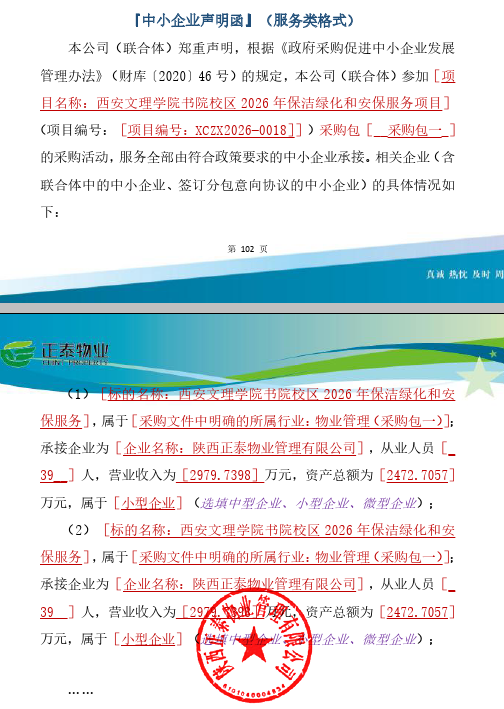 『中小企业声明函』（服务类格式）
本公司（联合体）郑重声明，根据《政府采购促进中小企业发展
管理办法》（财库〔2020〕46 号）的规定，本公司（联合体）参加［项
目名称：西安文理学院书院校区 2026 年保洁绿化和安保服务项目］
（项目编号：［项目编号：XCZX2026—0018］］）采购包［__采购包一_］
的采购活动，服务全部由符合政策要求的中小企业承接。相关企业（含
联合体中的中小企业、签订分包意向协议的中小企业）的具体情况如
下：
第 102 页
真诚 热忱 及时 周
正泰物业
（1）［标的名称：西安文理学院书院校区 2026 年保洁绿化和安
保服务］，属于［采购文件中明确的所属行业：物业管理（采购包一）］；
承接企业为［企业名称：陕西正泰物业管理有限公司］，从业人员［_
39__］人，营业收入为［2979.7398］万元，资产总额为［2472.7057］
万元，属于［小型企业］（选填中型企业、小型企业、微型企业）；
（2）［标的名称：西安文理学院书院校区 2026 年保洁绿化和安
保服务］，属于［采购文件中明确的所属行业：物业管理（采购包一）］；
承接企业为［企业名称：陕西正泰物业管理有限公司］，从业人员［_
39__］人，营业收入为［2979.7398］万元，资产总额为［2472.7057］
万元，属于［小型企业］（选填中型企业、小型企业、微型企业）；
陕西正泰物业管理有限公司
……